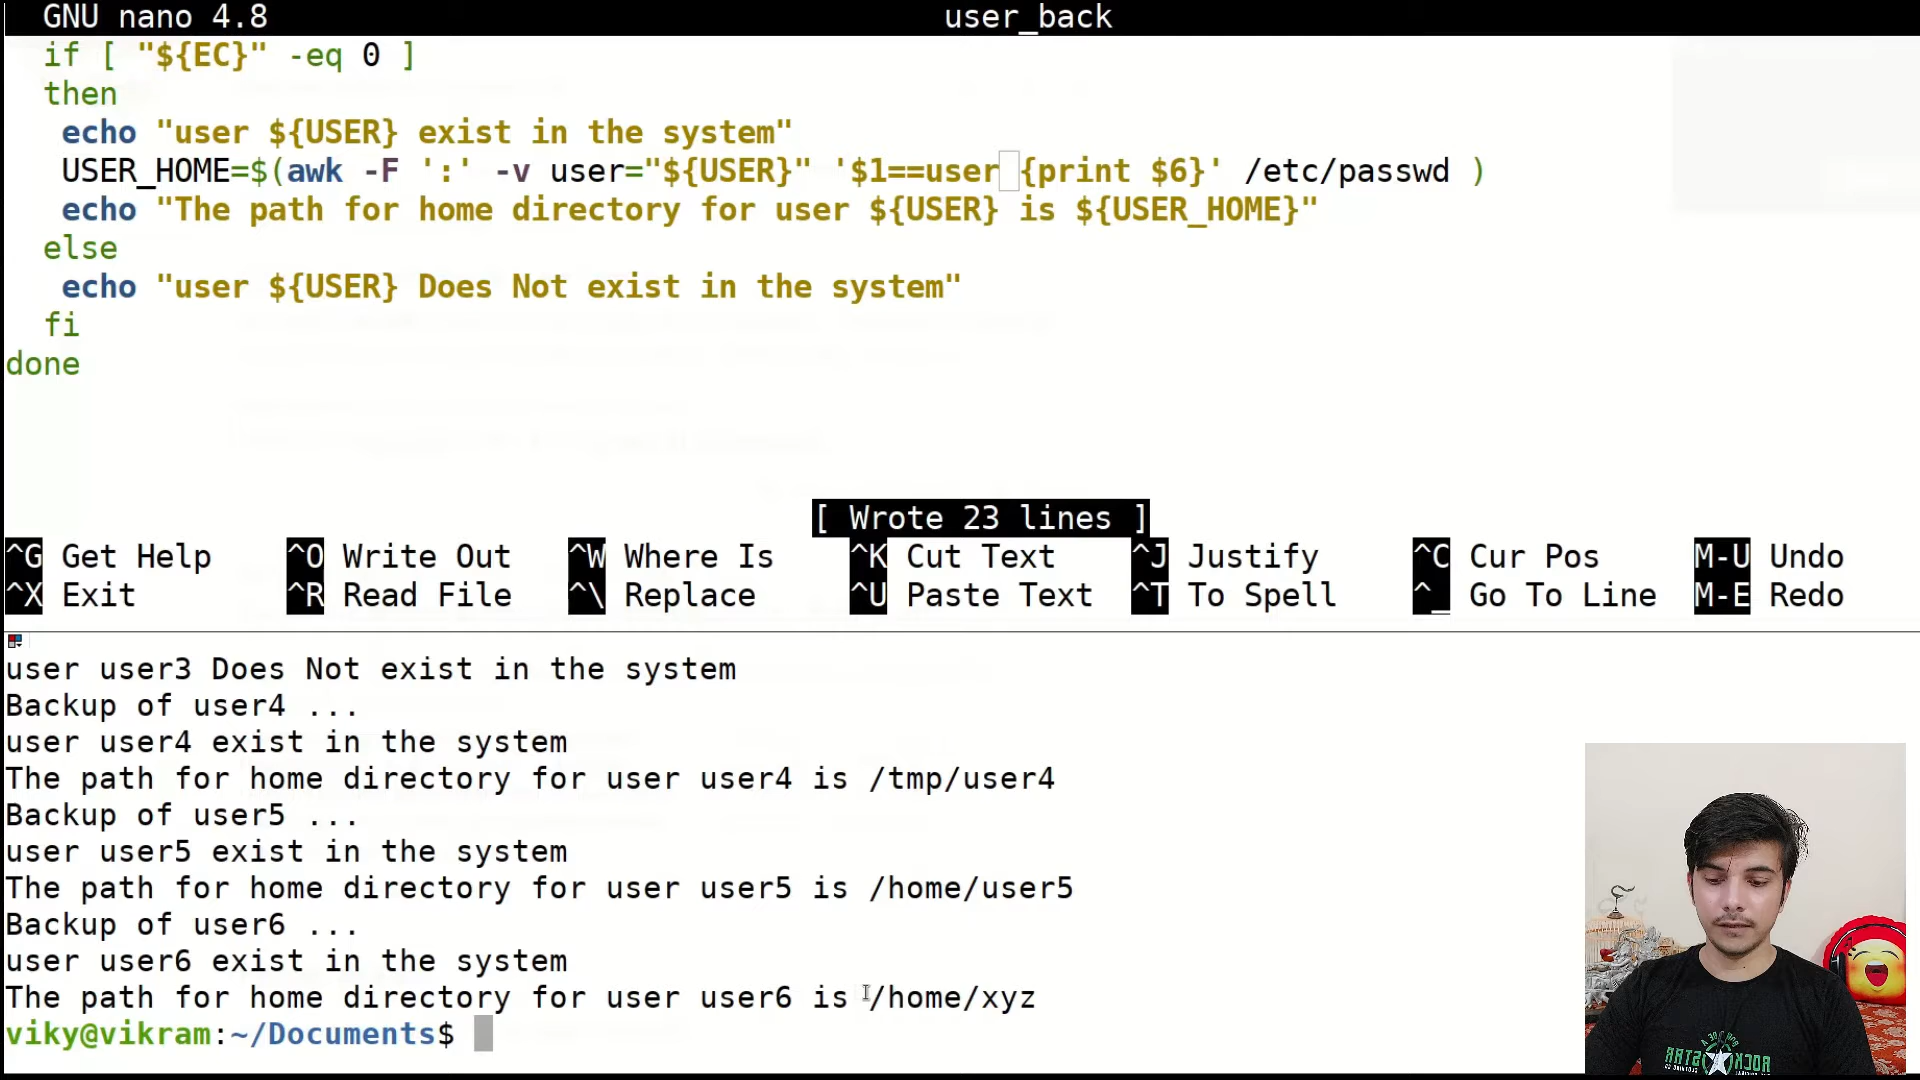 GNU nano 4.8 user_back
if [ "${EC}" -eq 0 ]
then
echo "user ${USER} exist in the system"
USER_HOME=$(awk -F ':' -v user="${USER}" '$1==user {print $6}' /etc/passwd )
echo "The path for home directory for user ${USER} is ${USER_HOME}"
else
echo "user ${USER} Does Not exist in the system"
fi
done
[ Wrote 23 lines ]
^G Get Help ^O Write Out ^W Where Is ^K Cut Text ^J Justify ^C Cur Pos M-U Undo
^X Exit ^R Read File ^\ Replace ^U Paste Text ^T To Spell ^_ Go To Line M-E Redo
user user3 Does Not exist in the system
Backup of user4 ...
user user4 exist in the system
The path for home directory for user user4 is /tmp/user4
Backup of user5 ...
user user5 exist in the system
The path for home directory for user user5 is /home/user5
Backup of user6 ...
user user6 exist in the system
The path for home directory for user user6 is /home/xyz
viky@vikram:~/Documents$